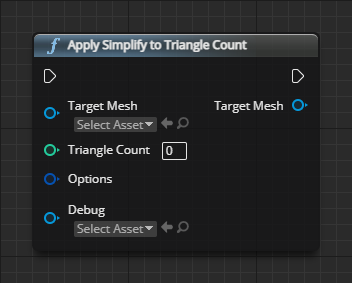 Apply Simplify to Triangle Count
Target Mesh Target Mesh
Select Asset
Triangle Count 0
Options
Debug
Select Asset